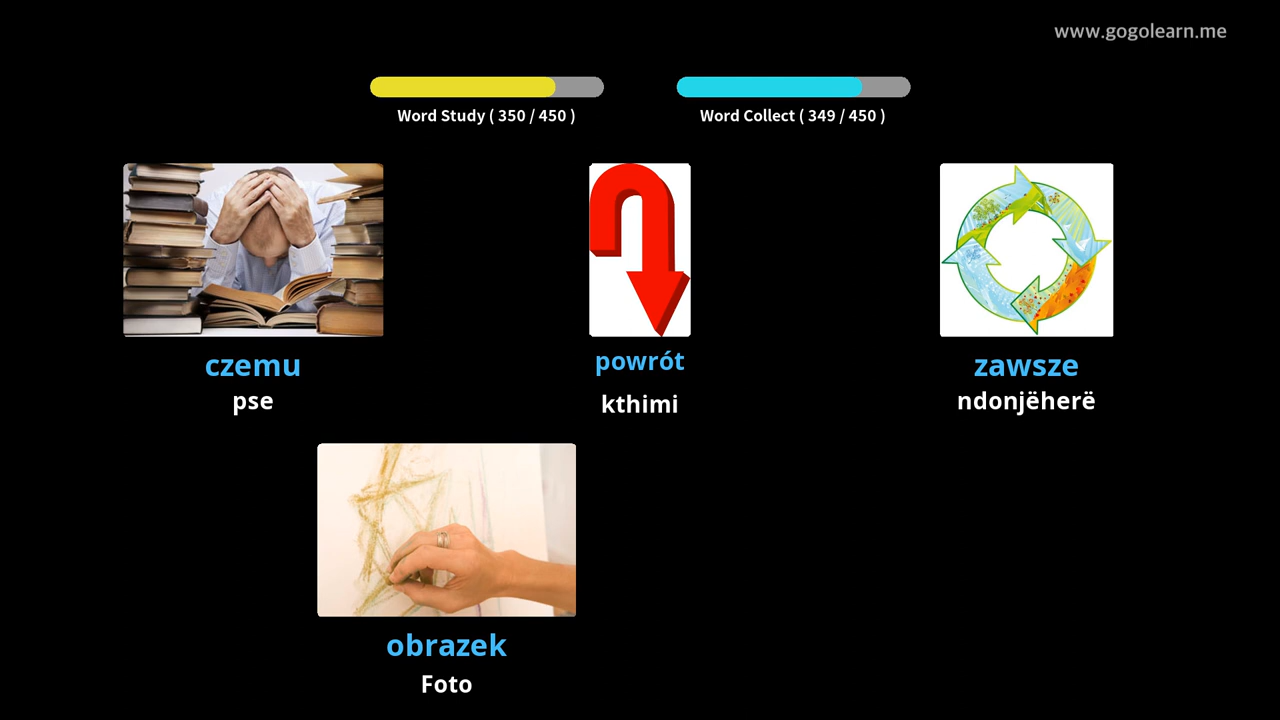 www.gogolearn.me
Word Study ( 350 / 450 )
Word Collect ( 349 / 450 )
czemu
pse
powrót
kthimi
zawsze
ndonjëherë
obrazek
Foto